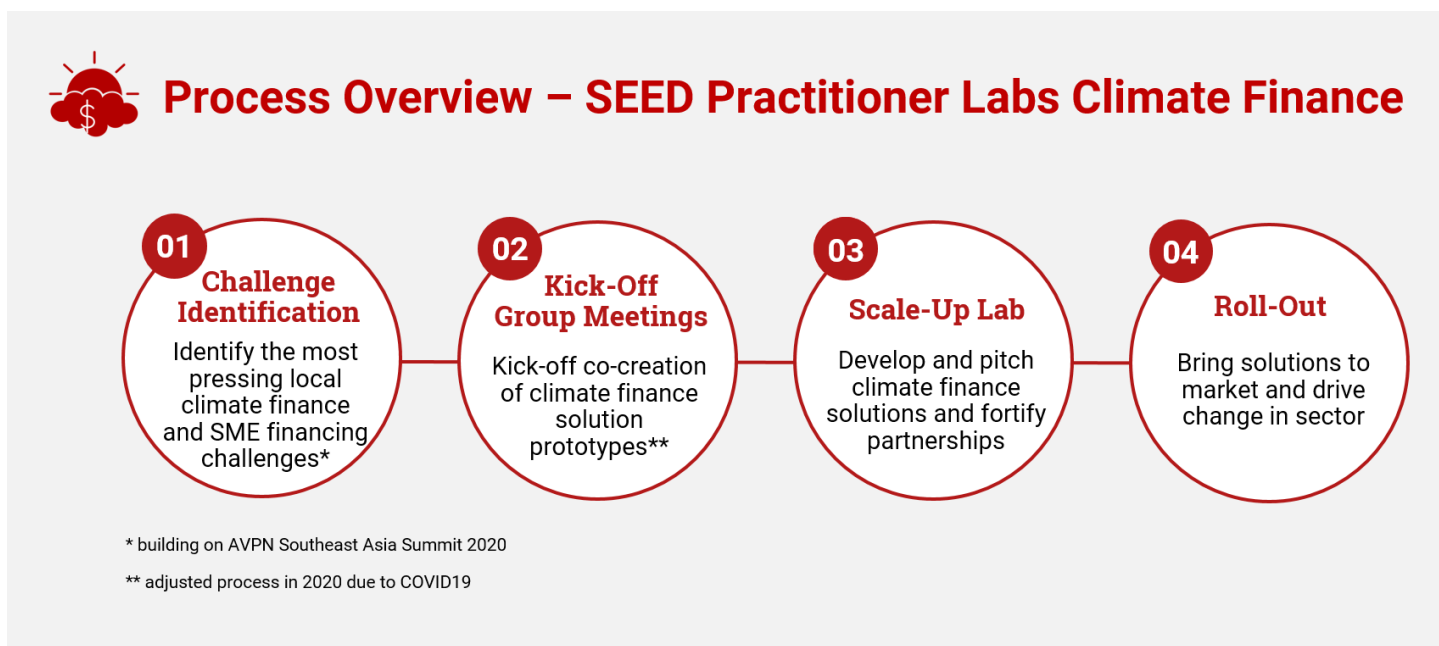 $
Process Overview – SEED Practitioner Labs Climate Finance
01
Challenge
Identification
Identify the most
pressing local
climate finance
and SME financing
challenges*
02
Kick-Off
Group Meetings
Kick-off co-creation
of climate finance
solution
prototypes**
03
Scale-Up Lab
Develop and pitch
climate finance
solutions and fortify
partnerships
04
Roll-Out
Bring solutions to
market and drive
change in sector
* building on AVPN Southeast Asia Summit 2020
** adjusted process in 2020 due to COVID19